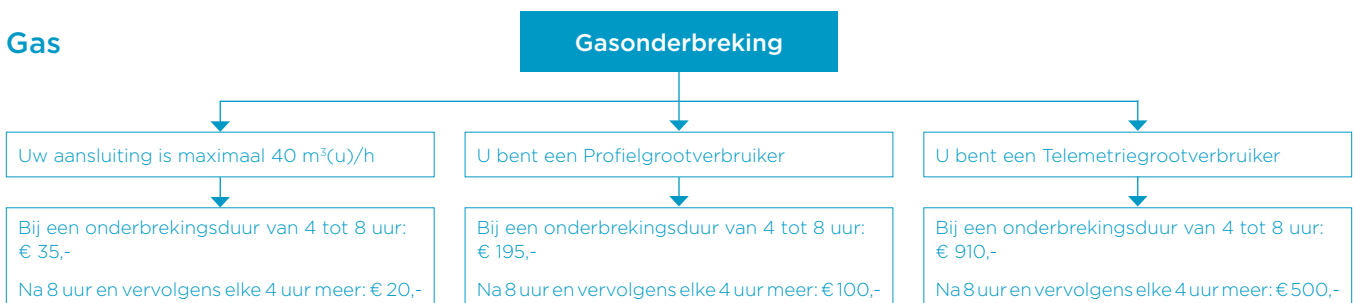 Gas
Gasonderbreking
Uw aansluiting is maximaal 40 m³(u)/h
U bent een Profielgrootverbruiker
U bent een Telemetriegrootverbruiker
Bij een onderbrekingsduur van 4 tot 8 uur:
€ 35,-
Na 8 uur en vervolgens elke 4 uur meer: € 20,-
Bij een onderbrekingsduur van 4 tot 8 uur:
€ 195,-
Na 8 uur en vervolgens elke 4 uur meer: € 100,-
Bij een onderbrekingsduur van 4 tot 8 uur:
€ 910,-
Na 8 uur en vervolgens elke 4 uur meer: € 500,-